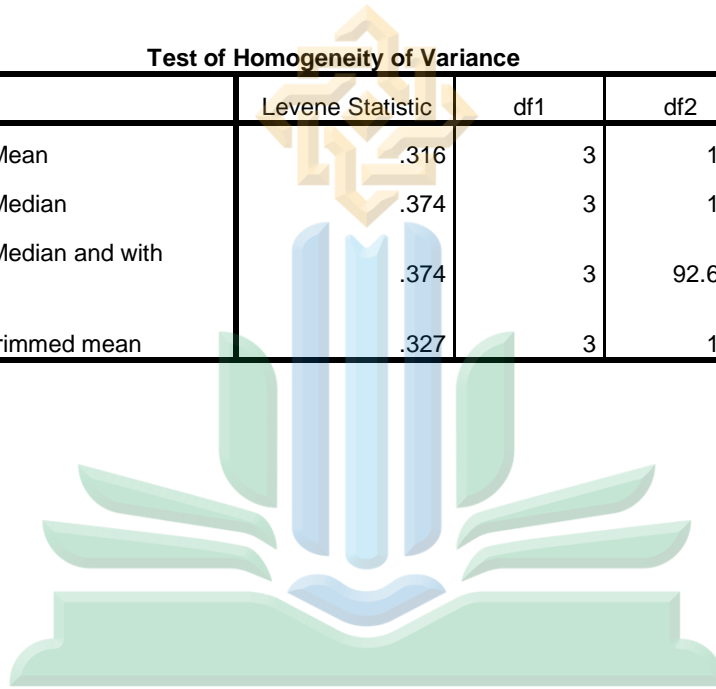 Test of Homogeneity of Variance
Levene Statistic df1 df2
Mean .316 3 1
Median .374 3 1
Median and with .374 3 92.6
rimmed mean .327 3 1